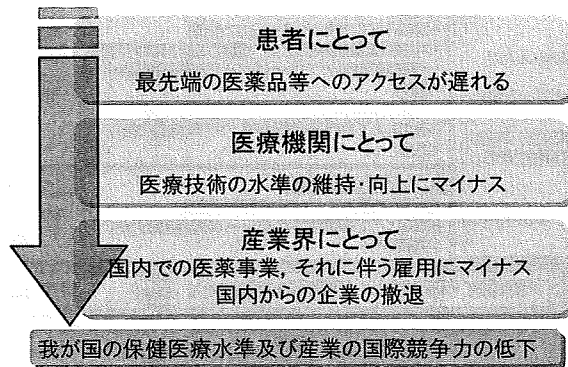 患者にとって
最先端の医薬品等へのアクセスが遅れる
医療機関にとって
医療技術の水準の維持・向上にマイナス
産業界にとって
国内での医薬事業，それに伴う雇用にマイナス
国内からの企業の撤退
我が国の保健医療水準及び産業の国際競争力の低下